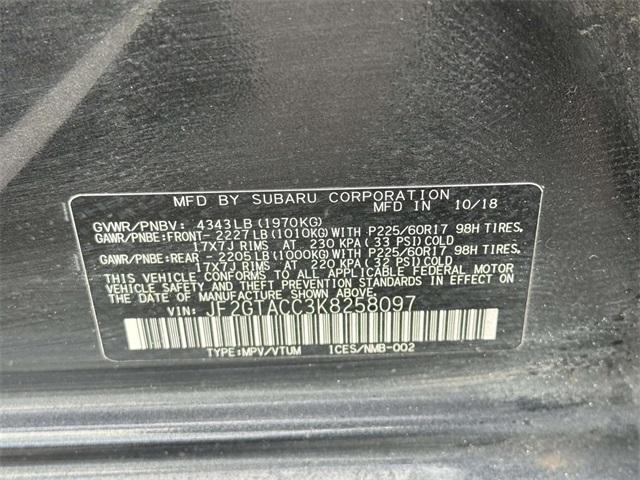 MFD BY SUBARU CORPORATION
MFD IN 10/18
GVWR/PNBV: 4343LB(1970KG)
GAWR/PNBE:FRONT- 2227LB(1010KG)WITH P225/60R17 98H TIRES,
17X7J RIMS AT 230 KPA(33 PSI)COLD
GAWR/PNBE:REAR - 2205LB(1000KG)WITH P225/60R17 98H TIRES,
17X7J RIMS AT 220 KPA(32 PSI)COLD
THIS VEHICLE CONFORMS TO ALL APPLICABLE FEDERAL MOTOR
VEHICLE SAFETY AND THEFT PREVENTION STANDARDS IN EFFECT ON
THE DATE OF MANUFACTURE SHOWN ABOVE.
VIN: JF2GTACC3K8258097
TYPE:MPV/VTUM ICES/NMB-002